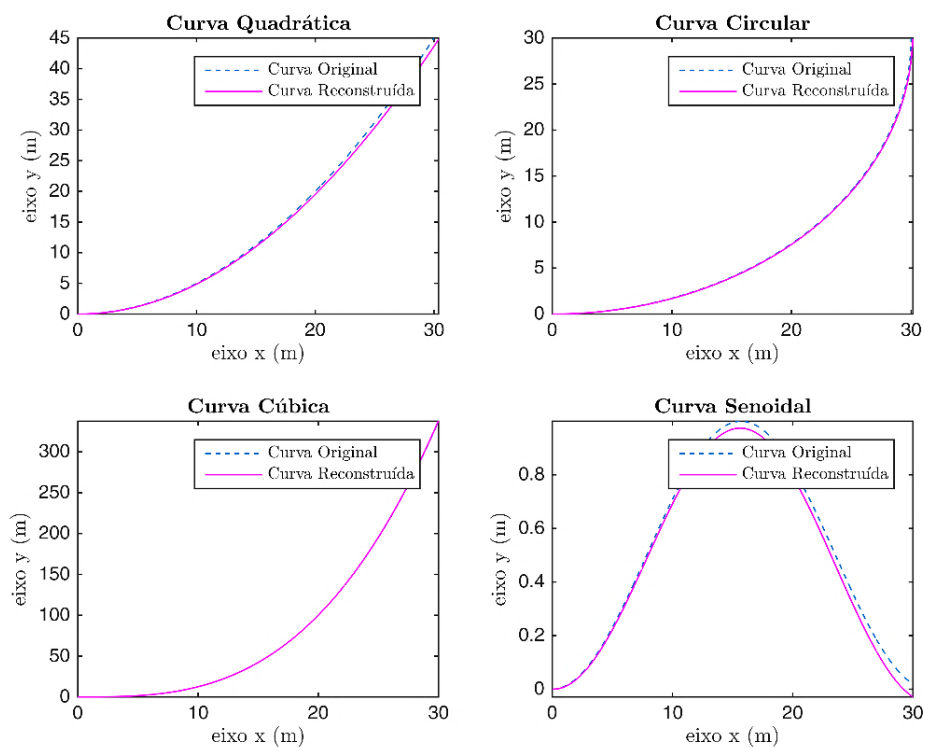 Curva Quadrática
45
40
35
30
25
20
15
10
5
0
eixo y (m)
Curva Original
Curva Reconstruída
0 10 20 30
eixo x (m)
Curva Circular
30
25
20
15
10
5
0
eixo y (m)
Curva Original
Curva Reconstruída
0 10 20 30
eixo x (m)
Curva Cúbica
300
250
200
150
100
50
0
eixo y (m)
Curva Original
Curva Reconstruída
0 10 20 30
eixo x (m)
Curva Senoidal
0.8
0.6
0.4
0.2
0
eixo y (m)
Curva Original
Curva Reconstruída
0 10 20 30
eixo x (m)